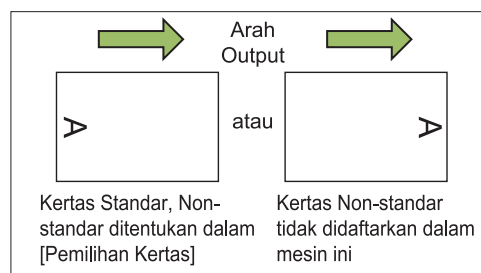 Arah
Output
A
atau
A
Kertas Standar, Non-
standar ditentukan dalam
[Pemilihan Kertas]
Kertas Non-standar
tidak didaftarkan dalam
mesin ini